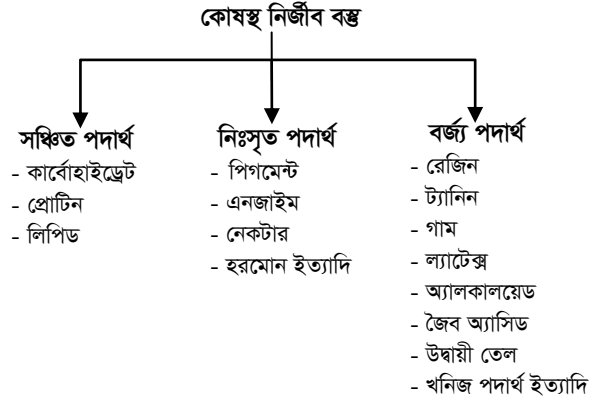 কোষস্থ নির্জীব বস্তু
সঞ্চিত পদার্থ
- কার্বোহাইড্রেট
- প্রোটিন
- লিপিড
নিঃসৃত পদার্থ
- পিগমেন্ট
- এনজাইম
- নেকটার
- হরমোন ইত্যাদি
বর্জ্য পদার্থ
- রেজিন
- ট্যানিন
- গাম
- ল্যাটেক্স
- অ্যালকালয়েড
- জৈব অ্যাসিড
- উদ্বায়ী তেল
- খনিজ পদার্থ ইত্যাদি